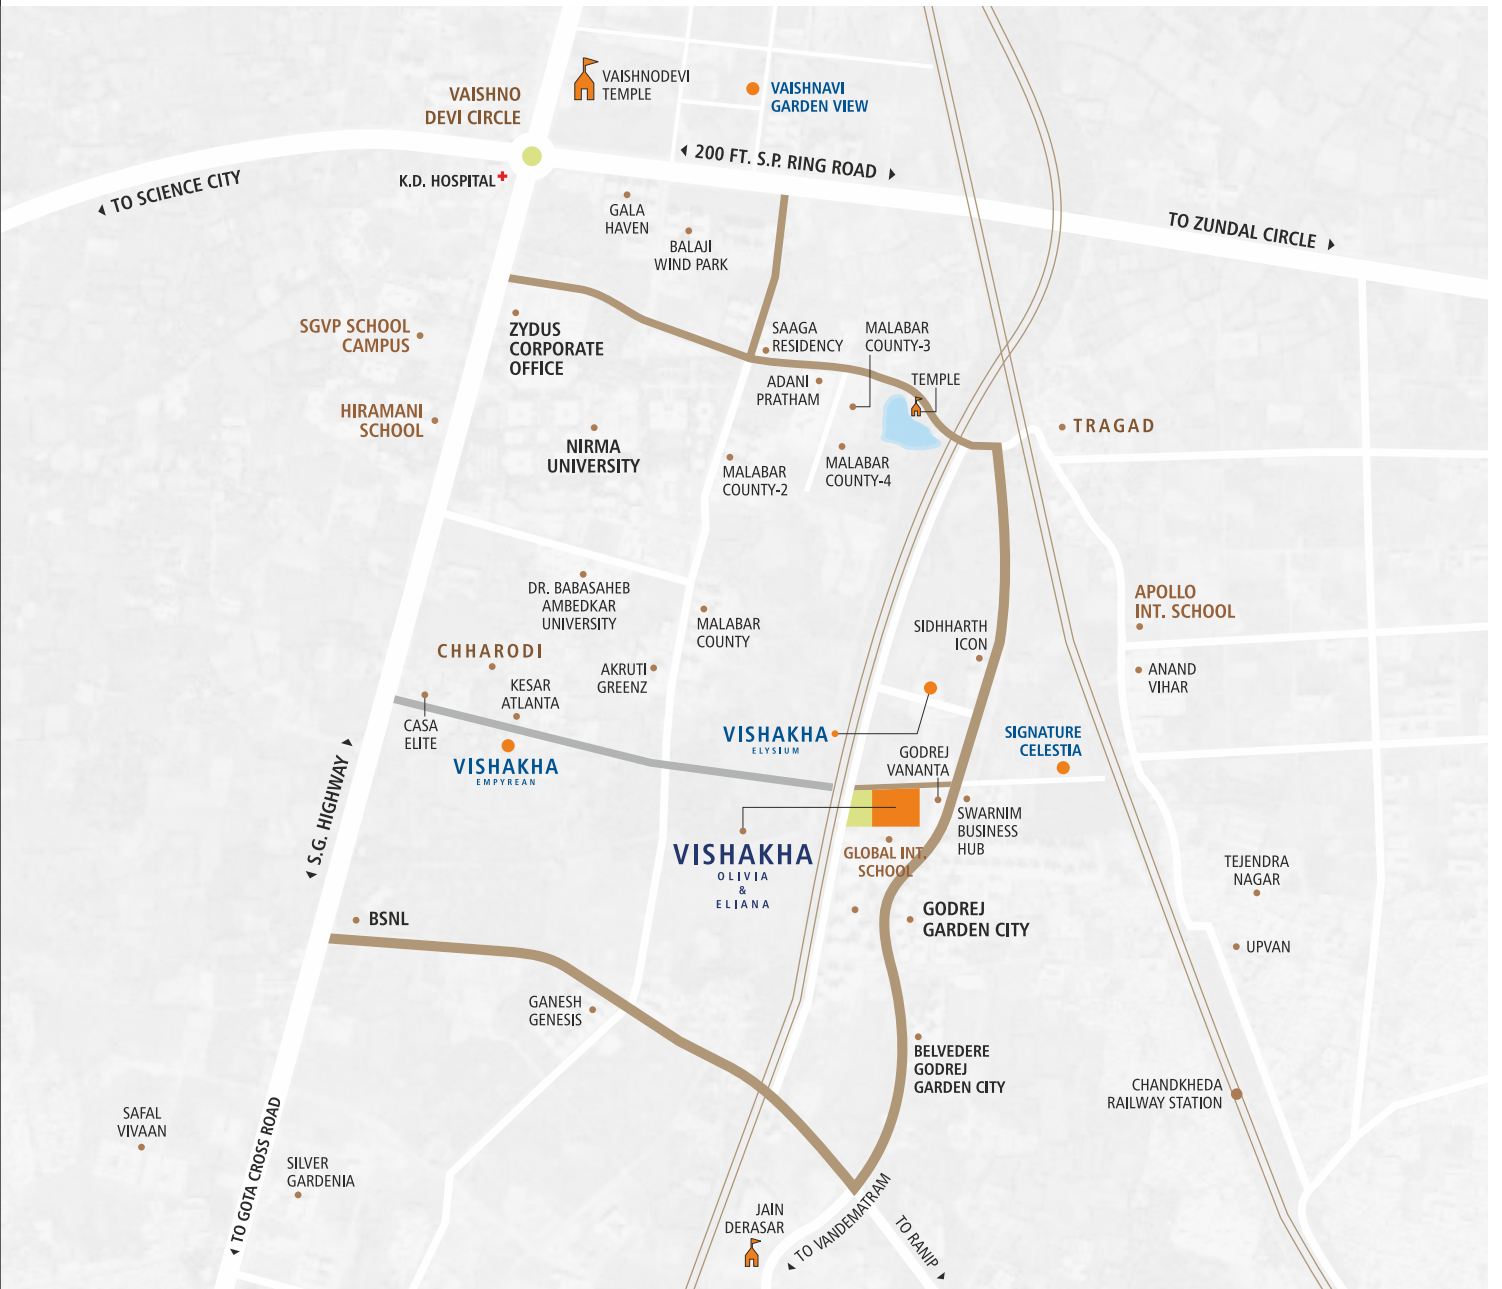 VAISHNODEVI
TEMPLE
VAISHNAVI
GARDEN VIEW
VAISHNO
DEVI CIRCLE
200 FT. S.P. RING ROAD
K.D. HOSPITAL
TO SCIENCE CITY
TO ZUNDAL CIRCLE
GALA
HAVEN
BALAJI
WIND PARK
SGVP SCHOOL
CAMPUS
ZYDUS
CORPORATE
OFFICE
SAAGA
RESIDENCY
MALABAR
COUNTY-3
ADANI
PRATHAM
TEMPLE
HIRAMANI
SCHOOL
TRAGAD
NIRMA
UNIVERSITY
MALABAR
COUNTY-2
MALABAR
COUNTY-4
DR. BABASAHEB
AMBEDKAR
UNIVERSITY
MALABAR
COUNTY
SIDHHARTH
ICON
APOLLO
INT. SCHOOL
CHHARODI
AKRUTI
GREENZ
KESAR
ATLANTA
ANAND
VIHAR
CASA
ELITE
VISHAKHA
ELYSIUM
SIGNATURE
CELESTIA
GODREJ
VANANTA
VISHAKHA
EMPYREAN
S.G. HIGHWAY
SWARNIM
BUSINESS
HUB
VISHAKHA
OLIVIA
&
ELIANA
GLOBAL INT.
SCHOOL
TEJENDRA
NAGAR
BSNL
GODREJ
GARDEN CITY
UPVAN
GANESH
GENESIS
BELVEDERE
GODREJ
GARDEN CITY
CHANDKHEDA
RAILWAY STATION
SAFAL
VIVAAN
SILVER
GARDENIA
TO GOTA CROSS ROAD
JAIN
DERASAR
TO VANDEMATRAM
TO RANIP